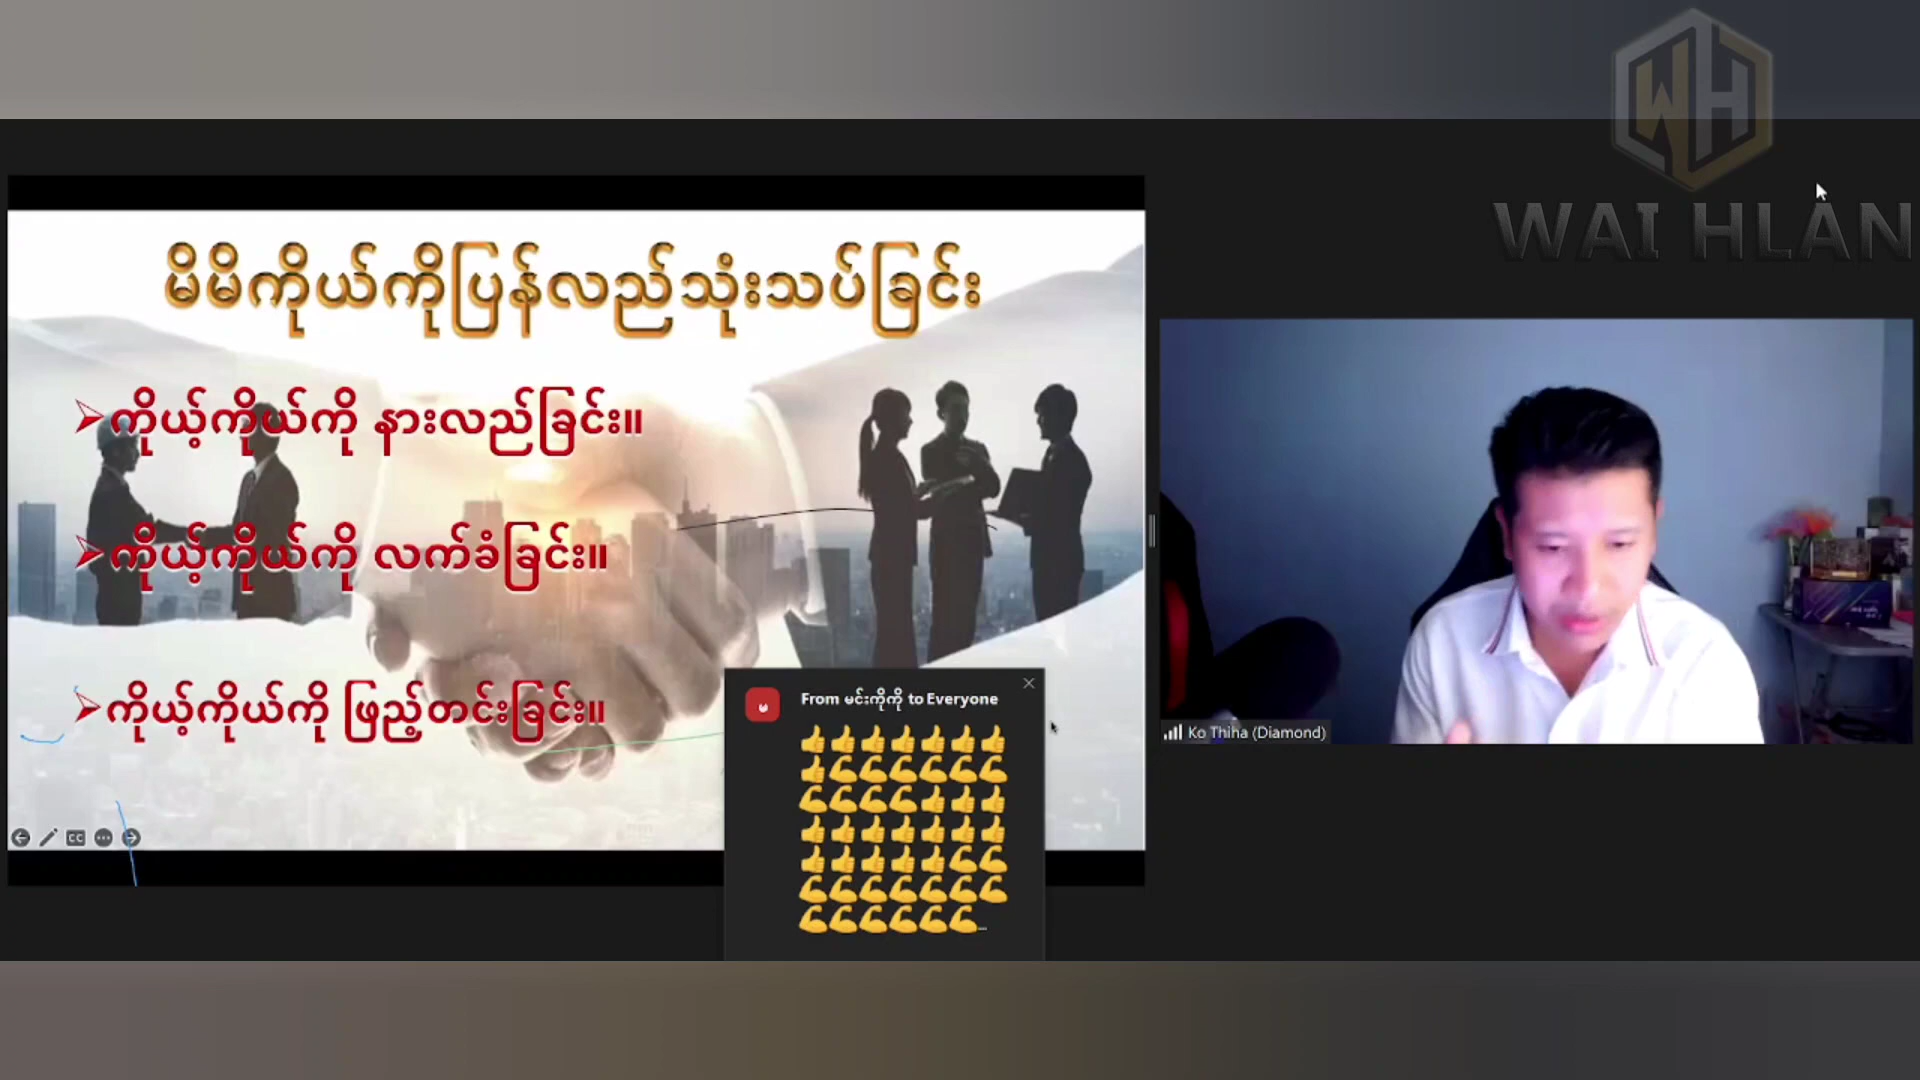 WH
WAI HLAN
မိမိကိုယ်ကိုပြန်လည်သုံးသပ်ခြင်း
ကိုယ့်ကိုယ်ကို နားလည်ခြင်း။
ကိုယ့်ကိုယ်ကို လက်ခံခြင်း။
ကိုယ့်ကိုယ်ကို ဖြည့်တင်းခြင်း။
From မင်းကိုကို to Everyone
👍👍👍👍👍👍👍
👍💪💪💪💪💪💪
💪💪💪💪👍👍👍
👍👍👍👍👍👍👍
👍👍👍👍👍💪💪
💪💪💪💪💪💪💪
💪💪💪💪💪💪...
CC
Ko Thiha (Diamond)